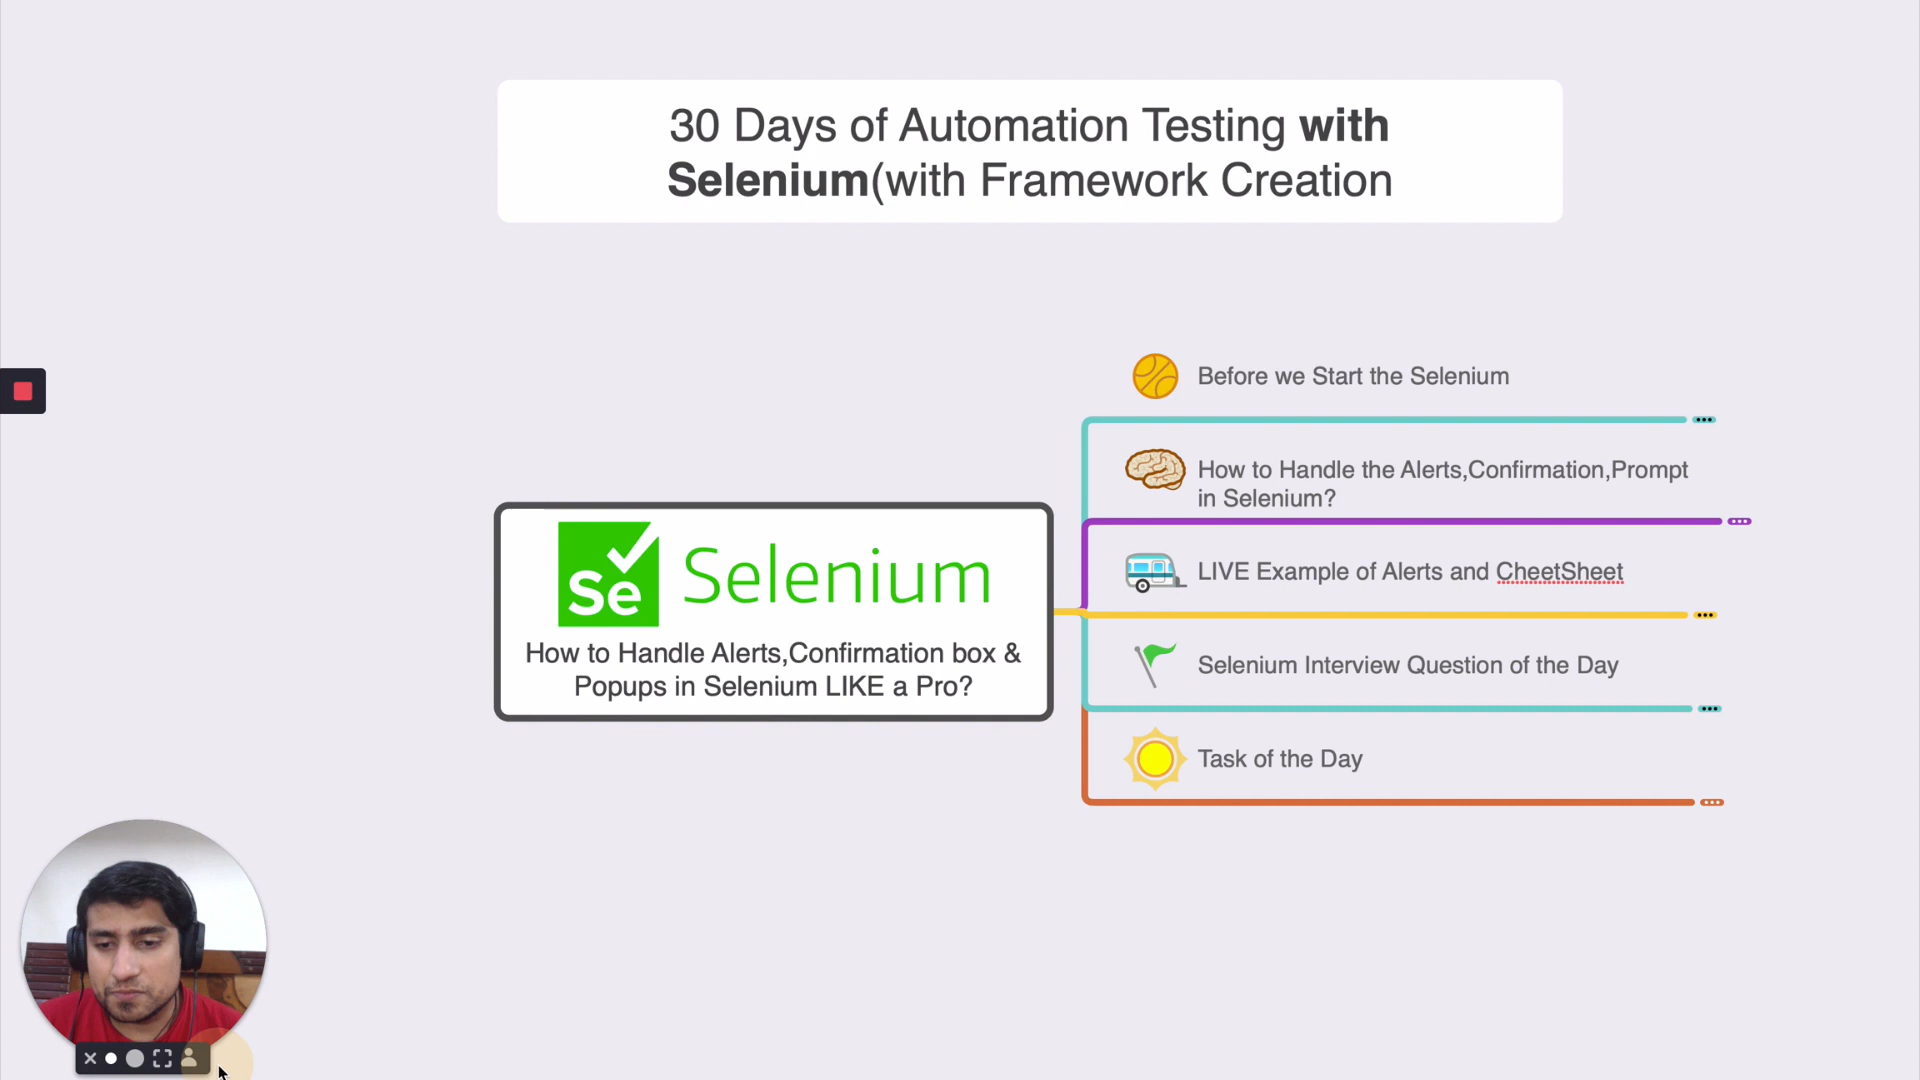 30 Days of Automation Testing with
Selenium(with Framework Creation
Before we Start the Selenium
How to Handle the Alerts,Confirmation,Prompt
in Selenium?
LIVE Example of Alerts and CheetSheet
Se Selenium
How to Handle Alerts,Confirmation box &
Popups in Selenium LIKE a Pro?
Selenium Interview Question of the Day
Task of the Day